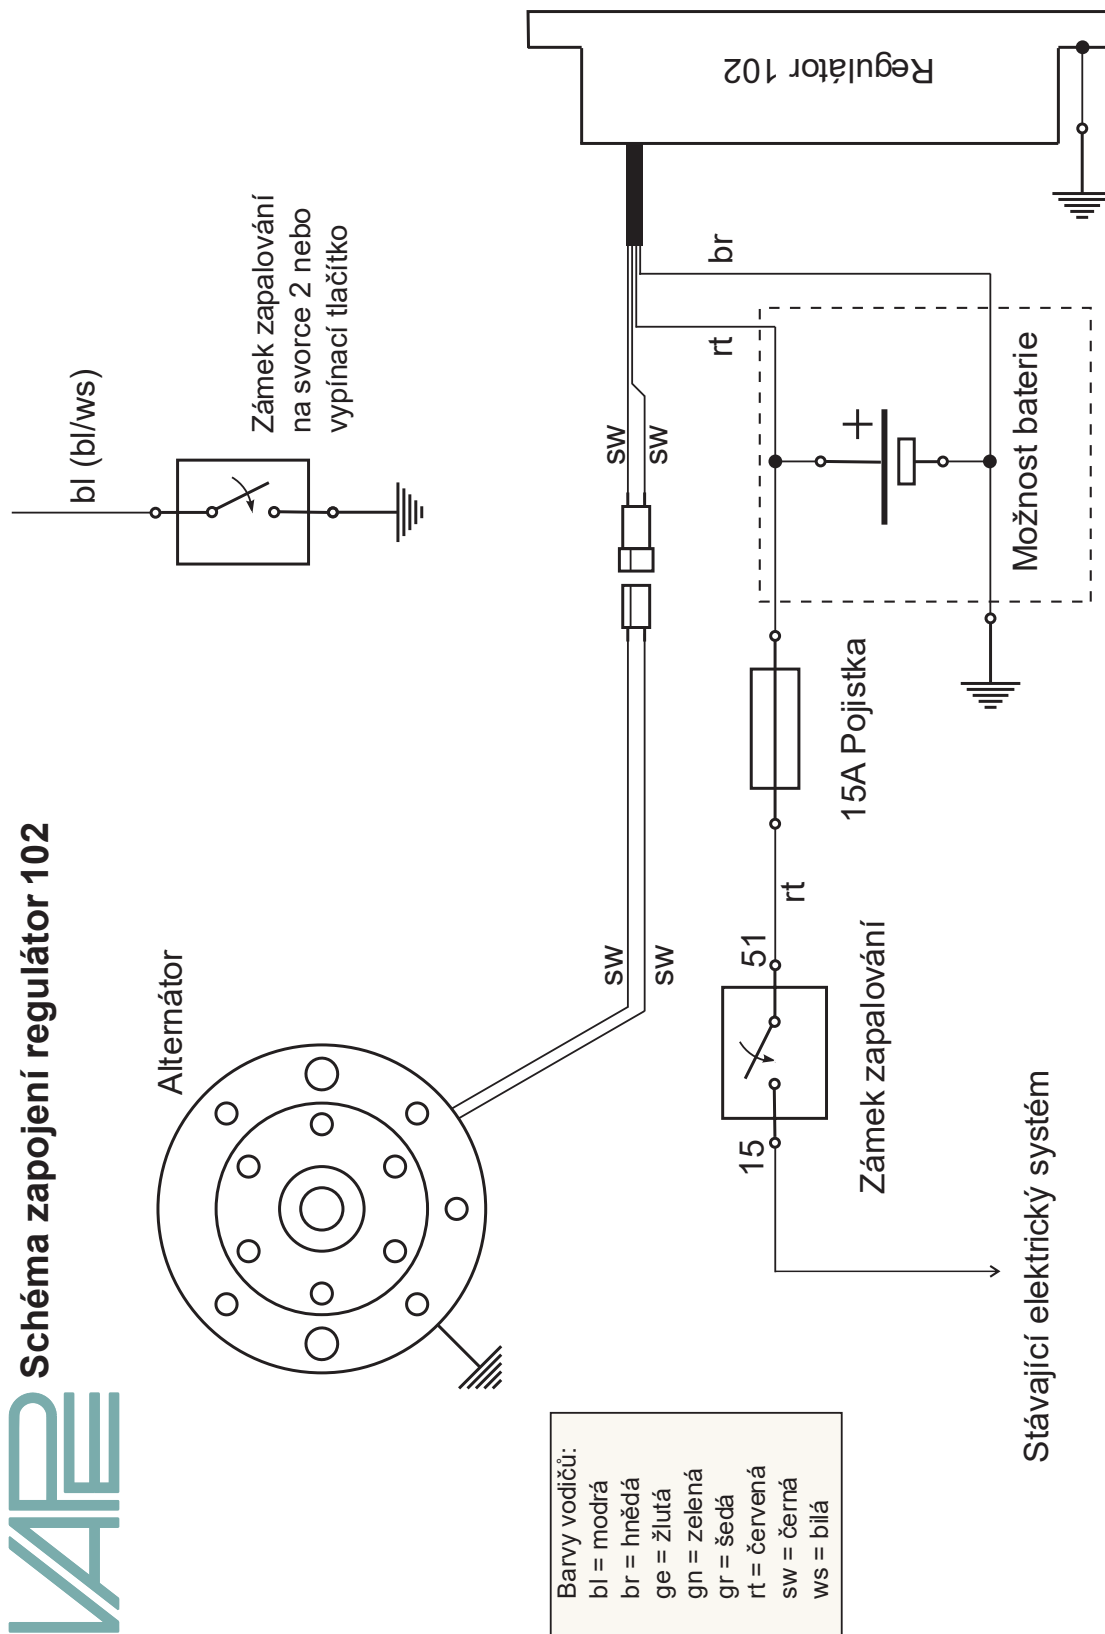 VAPE
Schéma zapojení regulátor 102
Alternátor
bl (bl/ws)
Zámek zapalování
na svorce 2 nebo
vypínací tlačítko
Regulátor 102
sw
sw
sw
sw
br
rt
+
Možnost baterie
15A Pojistka
rt
51
15
Zámek zapalování
Stávající elektrický systém
Barvy vodičů:
bl = modrá
br = hnědá
ge = žlutá
gn = zelená
gr = šedá
rt = červená
sw = černá
ws = bílá